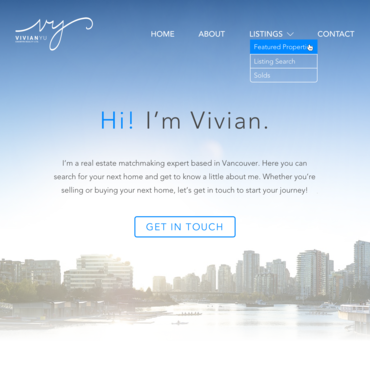 vy
VIVIAN YU
HOME ABOUT LISTINGS CONTACT
Featured Properties
Listing Search
Solds
Hi! I'm Vivian.
I'm a real estate matchmaking expert based in Vancouver. Here you can
search for your next home and get to know a little about me. Whether you're
selling or buying your next home, let's get in touch to start your journey!
GET IN TOUCH